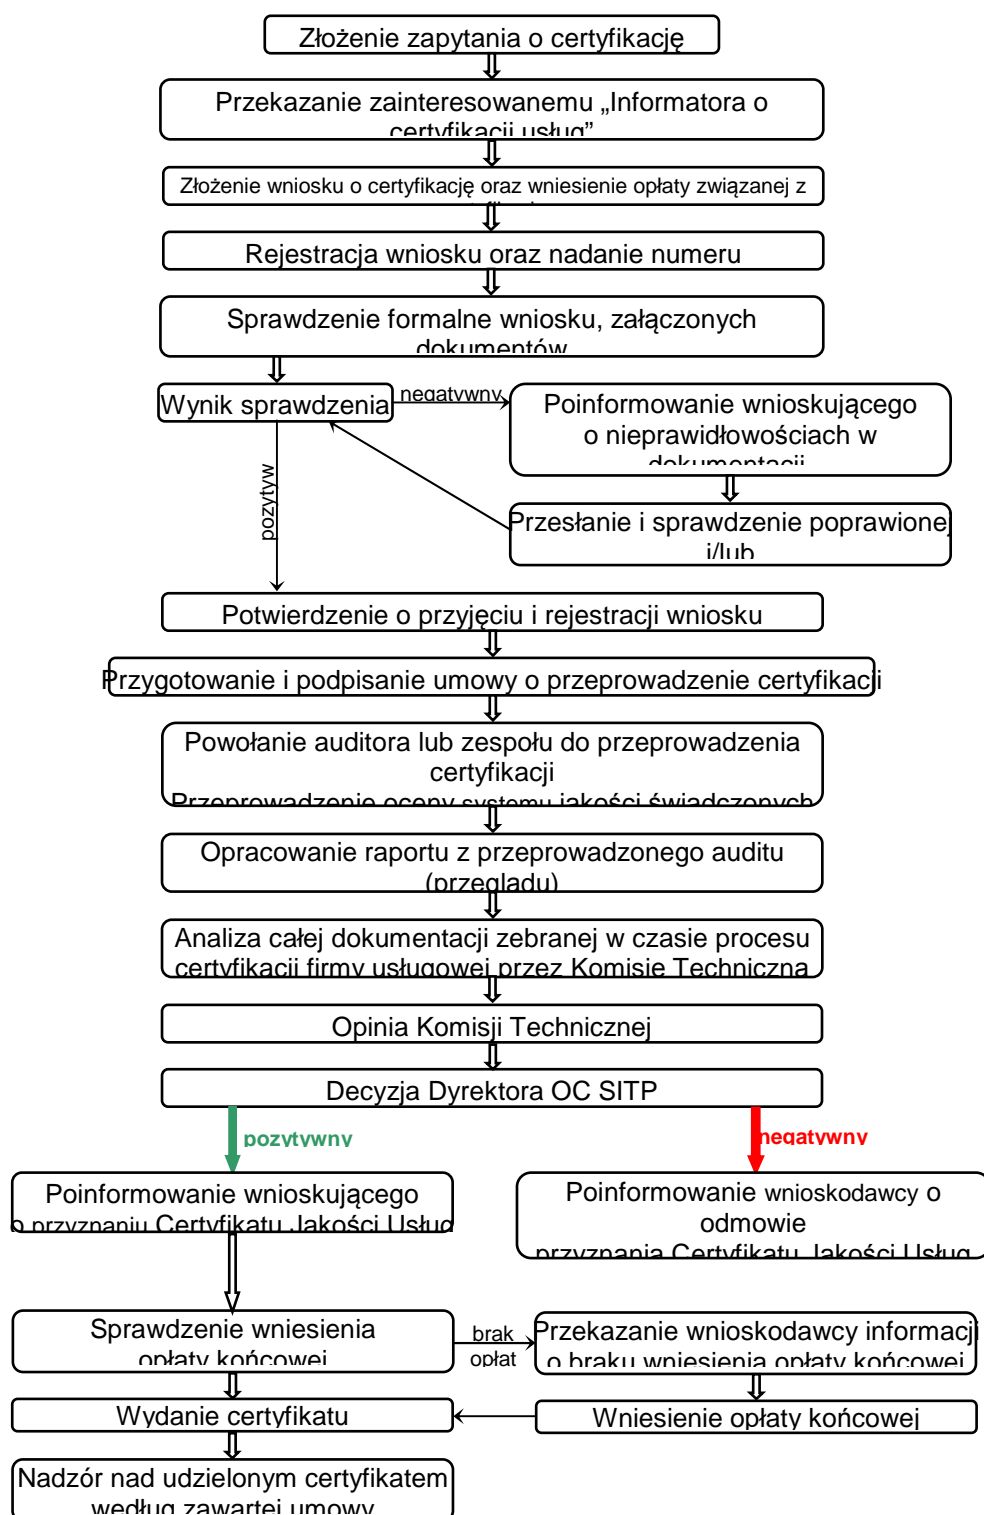 Złożenie zapytania o certyfikację
Przekazanie zainteresowanemu „Informatora o
certyfikacji usług”
Złożenie wniosku o certyfikację oraz wniesienie opłaty związanej z
Rejestracja wniosku oraz nadanie numeru
Sprawdzenie formalne wniosku, załączonych
dokumentów
Wynik sprawdzenia
negatywny
Poinformowanie wnioskującego
o nieprawidłowościach w
dokumentacji
pozytyw
Przesłanie i sprawdzenie poprawionej
i/lub
Potwierdzenie o przyjęciu i rejestracji wniosku
Przygotowanie i podpisanie umowy o przeprowadzenie certyfikacji
Powołanie auditora lub zespołu do przeprowadzenia
certyfikacji
Przeprowadzenie oceny systemu jakości świadczonych
Opracowanie raportu z przeprowadzonego auditu
(przeglądu)
Analiza całej dokumentacji zebranej w czasie procesu
certyfikacji firmy usługowej przez Komisję Techniczną
Opinia Komisji Technicznej
Decyzja Dyrektora OC SITP
pozytywny
negatywny
Poinformowanie wnioskującego
o przyznaniu Certyfikatu Jakości Usług
Poinformowanie wnioskodawcy o
odmowie
przyznania Certyfikatu Jakości Usług
Sprawdzenie wniesienia
opłaty końcowej
brak
opłat
Przekazanie wnioskodawcy informacji
o braku wniesienia opłaty końcowej
Wydanie certyfikatu
Wniesienie opłaty końcowej
Nadzór nad udzielonym certyfikatem
według zawartej umowy